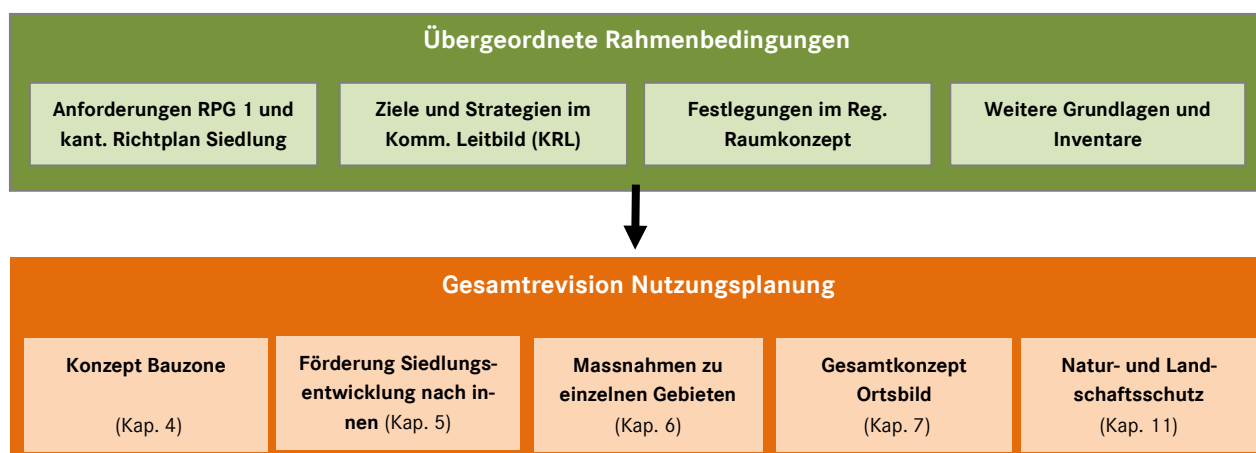 Übergeordnete Rahmenbedingungen
Anforderungen RPG 1 und
kant. Richtplan Siedlung
Ziele und Strategien im
Komm. Leitbild (KRL)
Festlegungen im Reg.
Raumkonzept
Weitere Grundlagen und
Inventare
Gesamtrevision Nutzungsplanung
Konzept Bauzone
(Kap. 4)
Förderung Siedlungs-
entwicklung nach in-
nen (Kap. 5)
Massnahmen zu
einzelnen Gebieten
(Kap. 6)
Gesamtkonzept
Ortsbild
(Kap. 7)
Natur- und Land-
schaftsschutz
(Kap. 11)